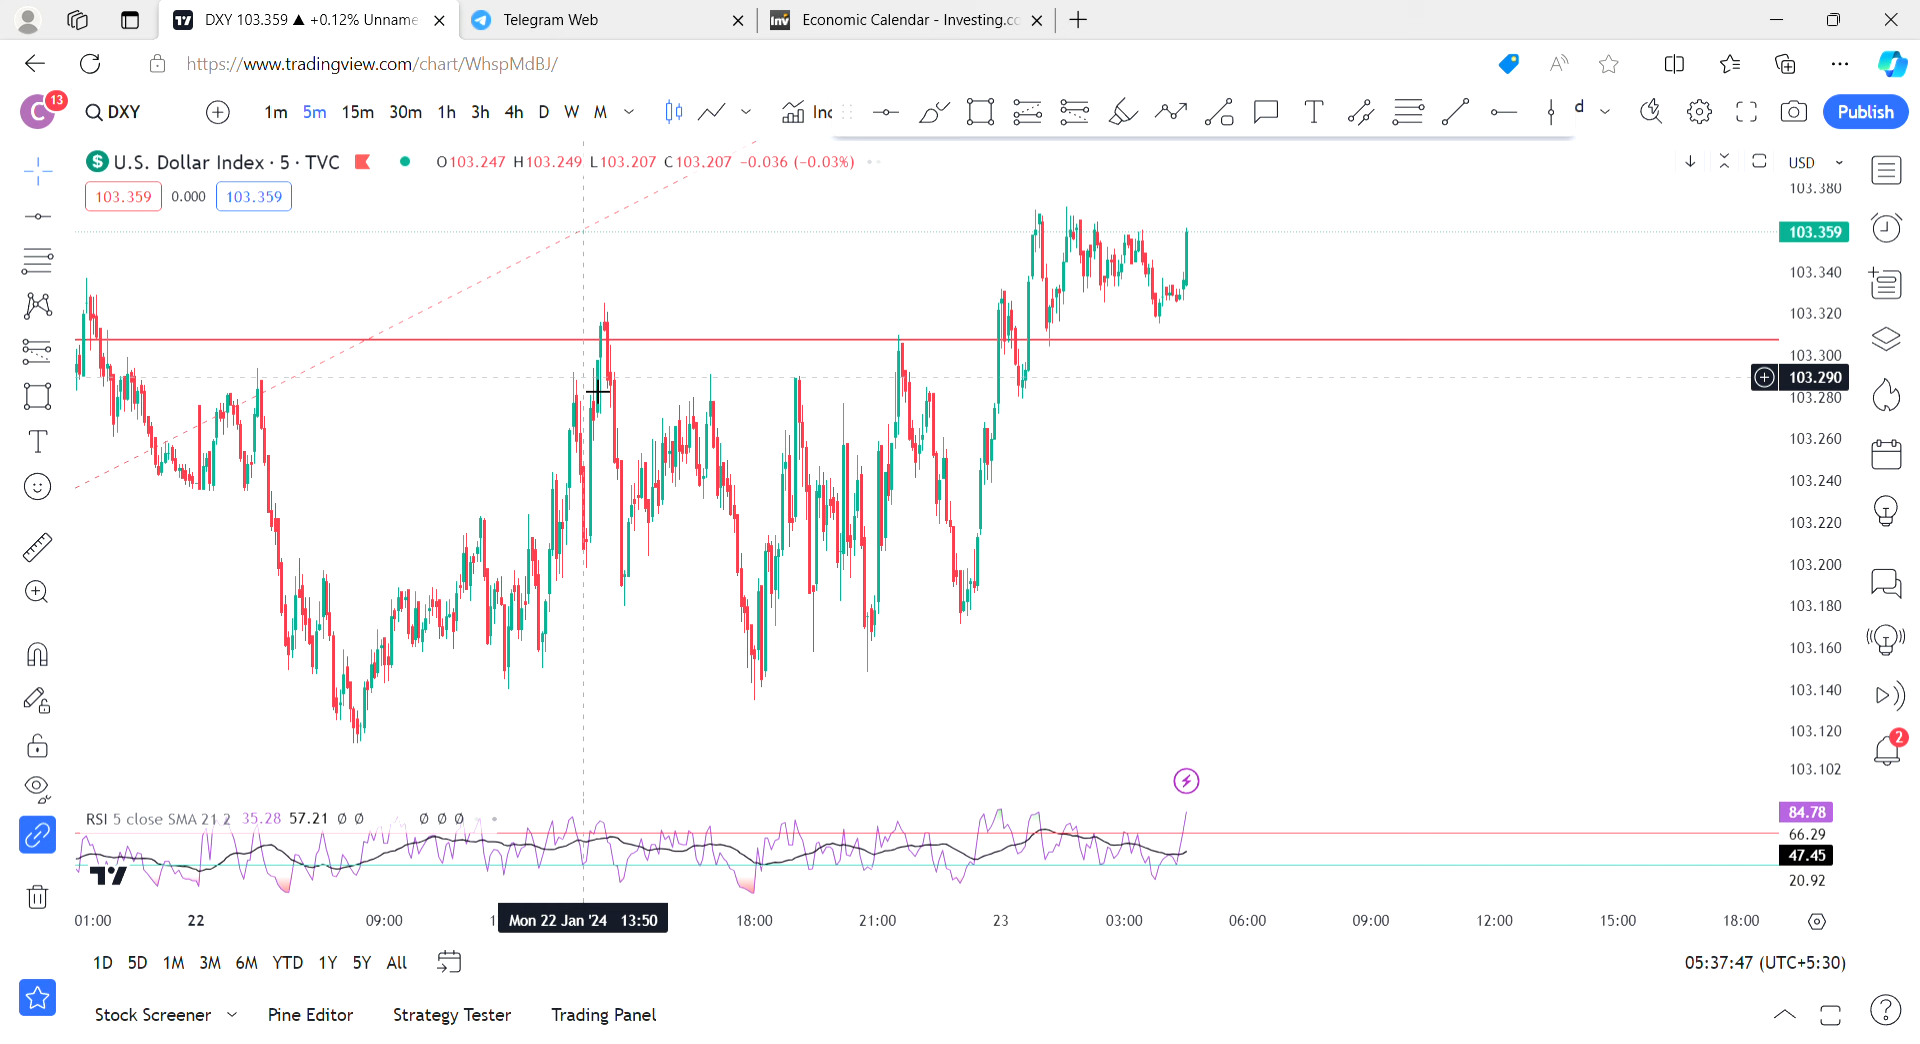 DXY 103.359 ▲ +0.12% Unname
Telegram Web
Economic Calendar - Investing.co
https://www.tradingview.com/chart/WhspMdBJ/
C 13
DXY 1m 5m 15m 30m 1h 3h 4h D W M Inc T d Publish
U.S. Dollar Index · 5 · TVC O103.247 H103.249 L103.207 C103.207 −0.036 (−0.03%)
USD
103.359 0.000 103.359
103.380
103.359
103.340
103.320
103.300
103.290
103.280
103.260
103.240
103.220
103.200
103.180
103.160
103.140
103.120
103.102
2
RSI 5 close SMA 21 2 35.28 57.21 Ø Ø Ø Ø Ø
84.78
66.29
47.45
20.92
01:00 22 09:00 1 Mon 22 Jan '24 13:50 18:00 21:00 23 03:00 06:00 09:00 12:00 15:00 18:00
1D 5D 1M 3M 6M YTD 1Y 5Y All
05:37:47 (UTC+5:30)
Stock Screener Pine Editor Strategy Tester Trading Panel